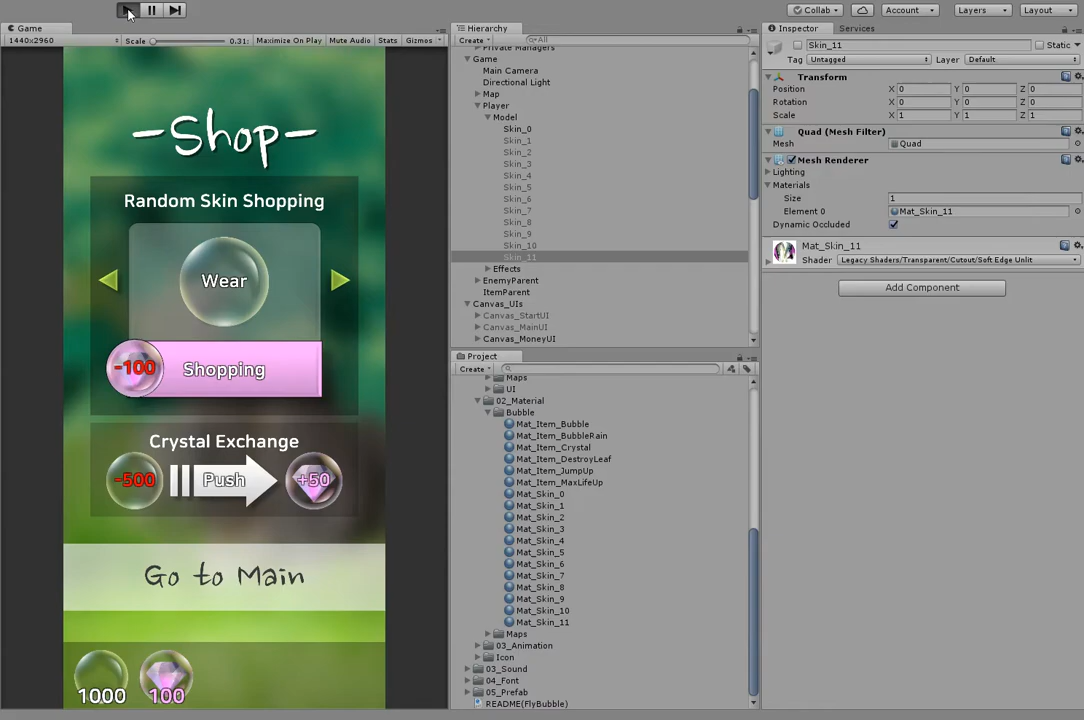 Collab
Account
Layers
Layout
Game
1440x2960
Scale
0.31:
Maximize On Play
Mute Audio
Stats
Gizmos
-Shop-
Random Skin Shopping
Wear
-100
Shopping
Crystal Exchange
-500
Push
+50
Go to Main
1000
100
Hierarchy
Create
All
Private Managers
Game
Main Camera
Directional Light
Map
Player
Model
Skin_0
Skin_1
Skin_2
Skin_3
Skin_4
Skin_5
Skin_6
Skin_7
Skin_8
Skin_9
Skin_10
Skin_11
Effects
EnemyParent
ItemParent
Canvas_UIs
Canvas_StartUI
Canvas_MainUI
Canvas_MoneyUI
Project
Create
Maps
UI
02_Material
Bubble
Mat_Item_Bubble
Mat_Item_BubbleRain
Mat_Item_Crystal
Mat_Item_DestroyLeaf
Mat_Item_JumpUp
Mat_Item_MaxLifeUp
Mat_Skin_0
Mat_Skin_1
Mat_Skin_2
Mat_Skin_3
Mat_Skin_4
Mat_Skin_5
Mat_Skin_6
Mat_Skin_7
Mat_Skin_8
Mat_Skin_9
Mat_Skin_10
Mat_Skin_11
Maps
03_Animation
Icon
03_Sound
04_Font
05_Prefab
README(FlyBubble)
Inspector
Services
Skin_11
Static
Tag Untagged Layer Default
Transform
Position X 0 Y 0 Z 0
Rotation X 0 Y 0 Z 0
Scale X 1 Y 1 Z 1
Quad (Mesh Filter)
Mesh Quad
Mesh Renderer
Lighting
Materials
Size 1
Element 0 Mat_Skin_11
Dynamic Occluded
Mat_Skin_11
Shader Legacy Shaders/Transparent/Cutout/Soft Edge Unlit
Add Component